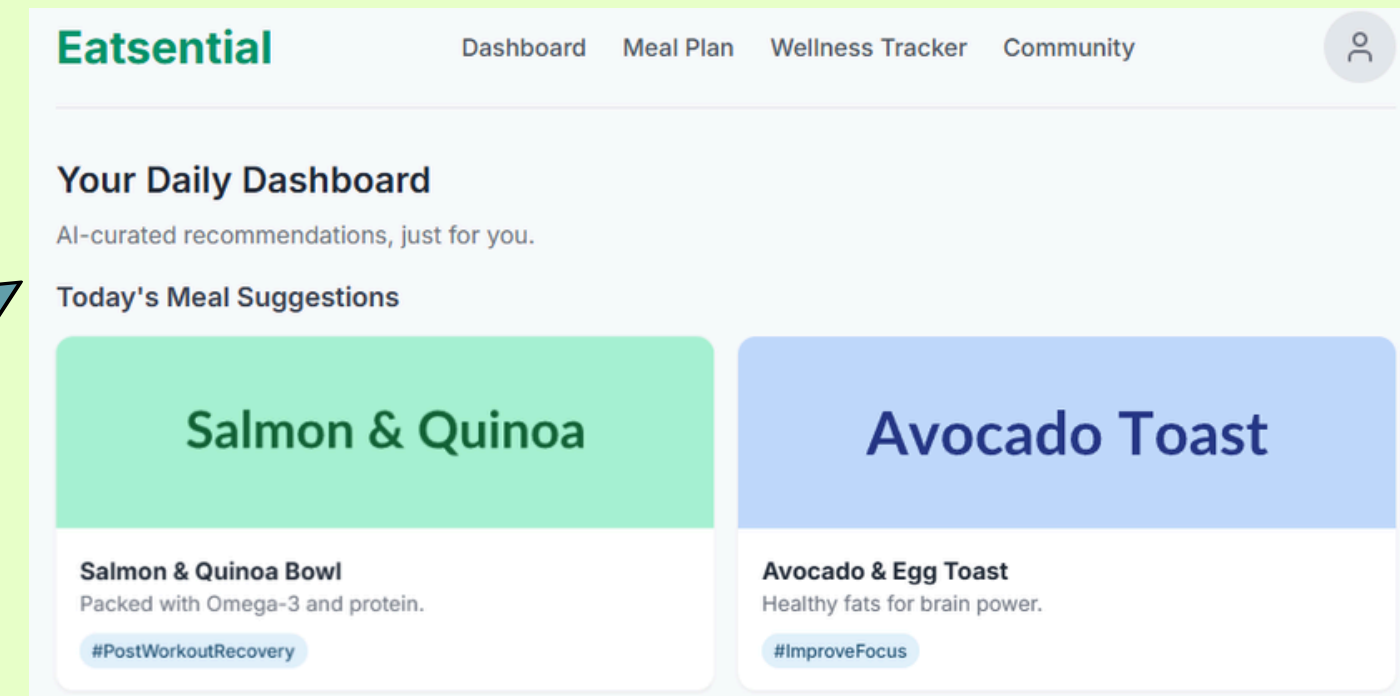 Eatsential
Dashboard Meal Plan Wellness Tracker Community
Your Daily Dashboard
AI-curated recommendations, just for you.
Today's Meal Suggestions
Salmon & Quinoa
Salmon & Quinoa Bowl
Packed with Omega-3 and protein.
#PostWorkoutRecovery
Avocado Toast
Avocado & Egg Toast
Healthy fats for brain power.
#ImproveFocus